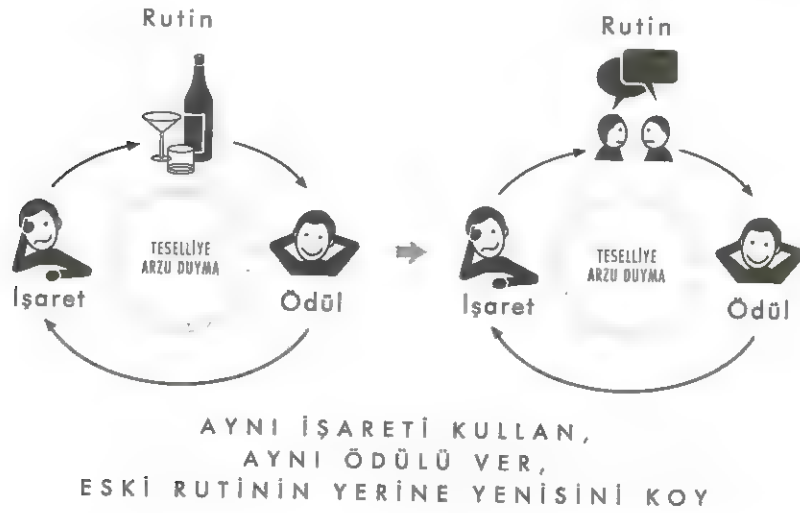 Rutin
TESELLİYE
ARZU DUYMA
İşaret
Ödül
Rutin
TESELLİYE
ARZU DUYMA
İşaret
Ödül
AYNI İŞARETİ KULLAN,
AYNI ÖDÜLÜ VER,
ESKİ RUTİNİN YERİNE YENİSİNİ KOY